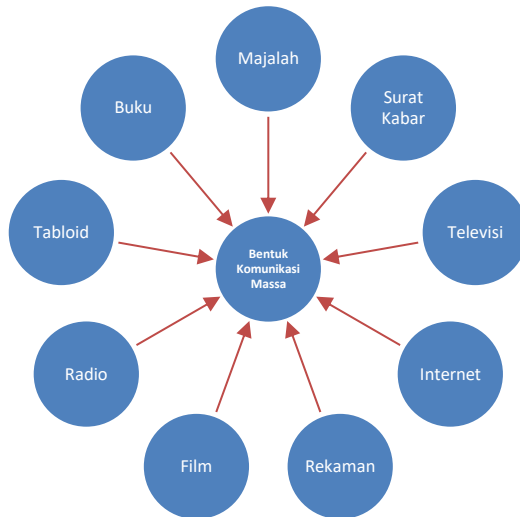 Majalah
Surat
Kabar
Buku
Tabloid
Televisi
Bentuk
Komunikasi
Massa
Radio
Internet
Film
Rekaman